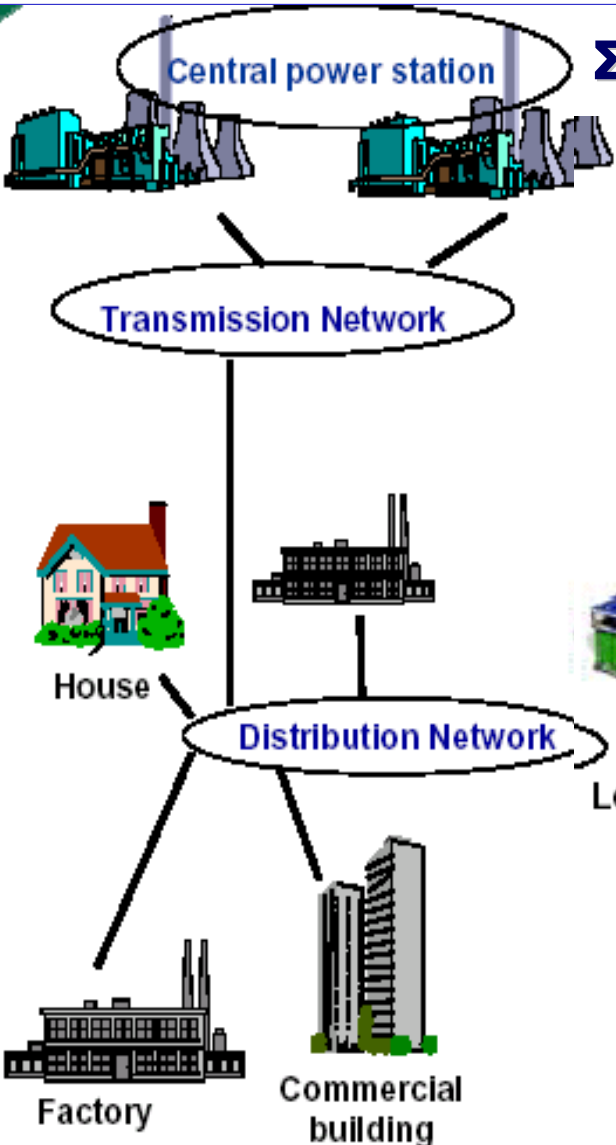 Central power station
Σ
Transmission Network
House
Distribution Network
Factory
Commercial
building